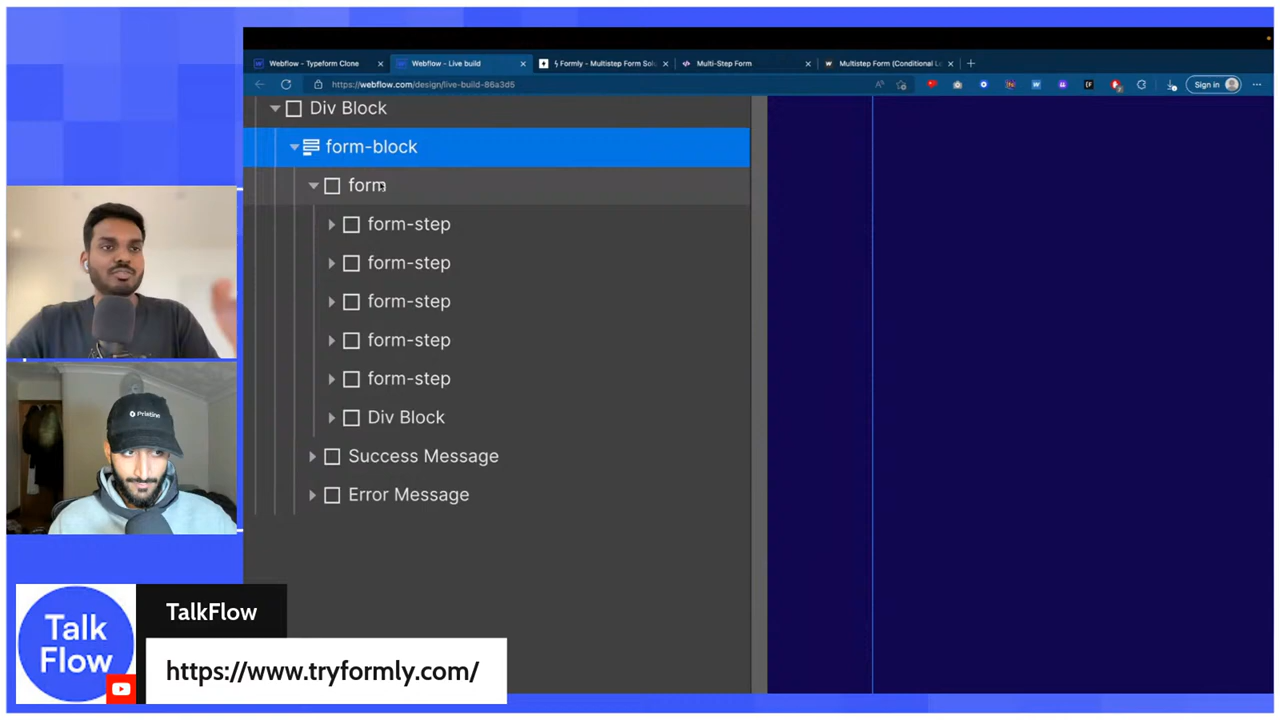 Webflow - Typeform Clone
Webflow - Live build
Formly - Multistep Form Solu
Multi-Step Form
Multistep Form (Conditional Lo
https://webflow.com/design/live-build-86a3d5
Sign in
Div Block
form-block
form
form-step
form-step
form-step
form-step
form-step
Div Block
Success Message
Error Message
Pristine
Talk
Flow
TalkFlow
https://www.tryformly.com/